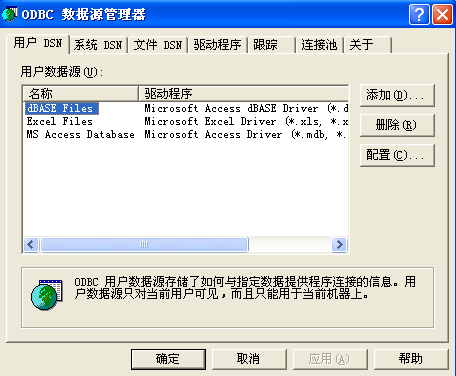 ODBC 数据源管理器
用户 DSN 系统 DSN 文件 DSN 驱动程序 跟踪 连接池 关于
用户数据源(U):
名称 驱动程序
dBASE Files Microsoft Access dBASE Driver (*.d
Excel Files Microsoft Excel Driver (*.xls, *.x
MS Access Database Microsoft Access Driver (*.mdb, *.
添加(D)...
删除(R)
配置(C)...
ODBC 用户数据源存储了如何与指定数据提供程序连接的信息。用
户数据源只对当前用户可见，而且只能用于当前机器上。
确定 取消 应用(A) 帮助